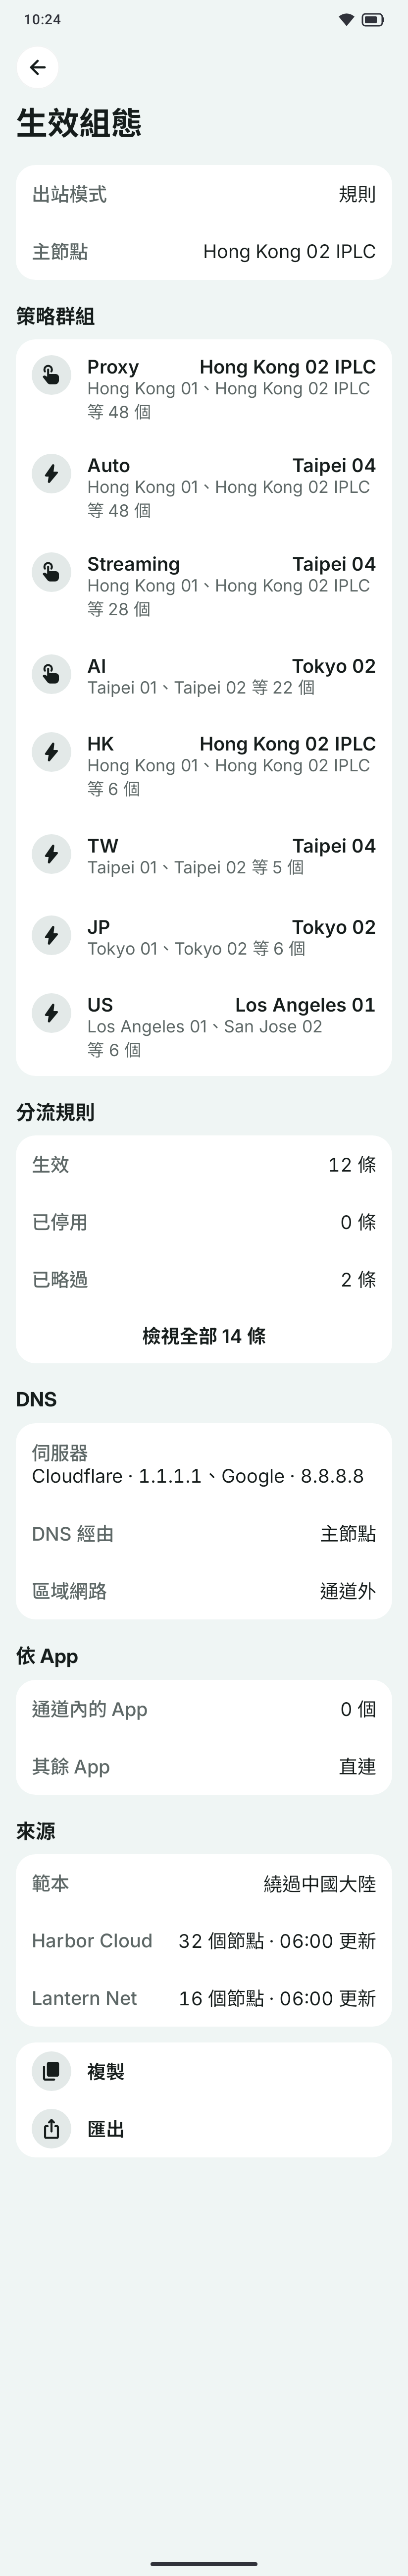 10:24
生效組態
出站模式 規則
主節點 Hong Kong 02 IPLC
策略群組
Proxy Hong Kong 02 IPLC
Hong Kong 01、Hong Kong 02 IPLC
等 48 個
Auto Taipei 04
Hong Kong 01、Hong Kong 02 IPLC
等 48 個
Streaming Taipei 04
Hong Kong 01、Hong Kong 02 IPLC
等 28 個
AI Tokyo 02
Taipei 01、Taipei 02 等 22 個
HK Hong Kong 02 IPLC
Hong Kong 01、Hong Kong 02 IPLC
等 6 個
TW Taipei 04
Taipei 01、Taipei 02 等 5 個
JP Tokyo 02
Tokyo 01、Tokyo 02 等 6 個
US Los Angeles 01
Los Angeles 01、San Jose 02
等 6 個
分流規則
生效 12 條
已停用 0 條
已略過 2 條
檢視全部 14 條
DNS
伺服器
Cloudflare · 1.1.1.1、Google · 8.8.8.8
DNS 經由 主節點
區域網路 通道外
依 App
通道內的 App 0 個
其餘 App 直連
來源
範本 繞過中國大陸
Harbor Cloud 32 個節點 · 06:00 更新
Lantern Net 16 個節點 · 06:00 更新
複製
匯出